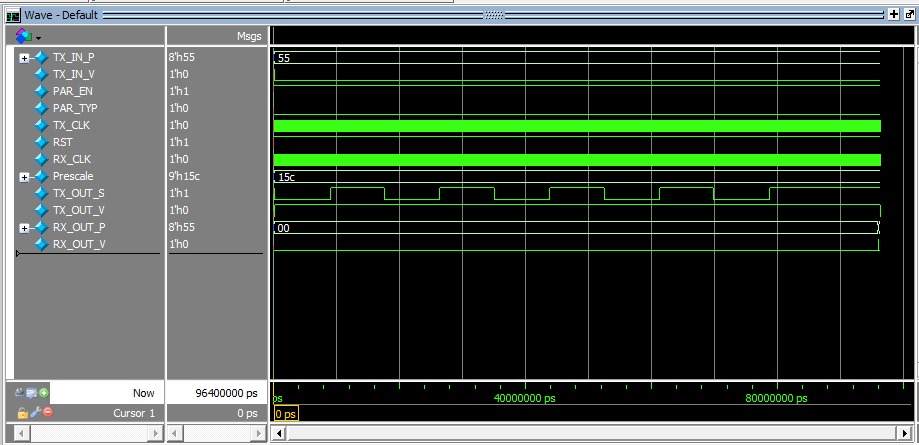 Wave - Default
Msgs
TX_IN_P 8'h55 55
TX_IN_V 1'h0
PAR_EN 1'h1
PAR_TYP 1'h0
TX_CLK 1'h0
RST 1'h1
RX_CLK 1'h0
Prescale 9'h15c 15c
TX_OUT_S 1'h1
TX_OUT_V 1'h0
RX_OUT_P 8'h55 00
RX_OUT_V 1'h0
Now 96400000 ps ps 40000000 ps 80000000 ps
Cursor 1 0 ps 0 ps